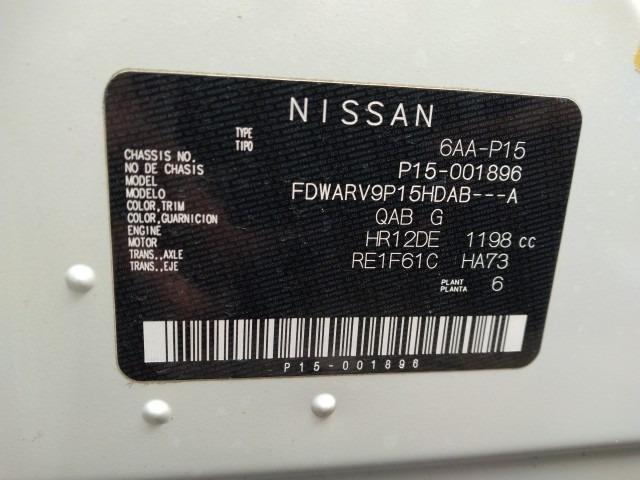 NISSAN
TYPE
TIPO 6AA-P15
CHASSIS NO.
NO DE CHASIS P15-001896
MODEL
MODELO FDWARV9P15HDAB---A
COLOR,TRIM
COLOR,GUARNICION QAB G
ENGINE
MOTOR HR12DE 1198 cc
TRANS.,AXLE
TRANS.,EJE RE1F61C HA73
PLANT
PLANTA 6
P15-001896